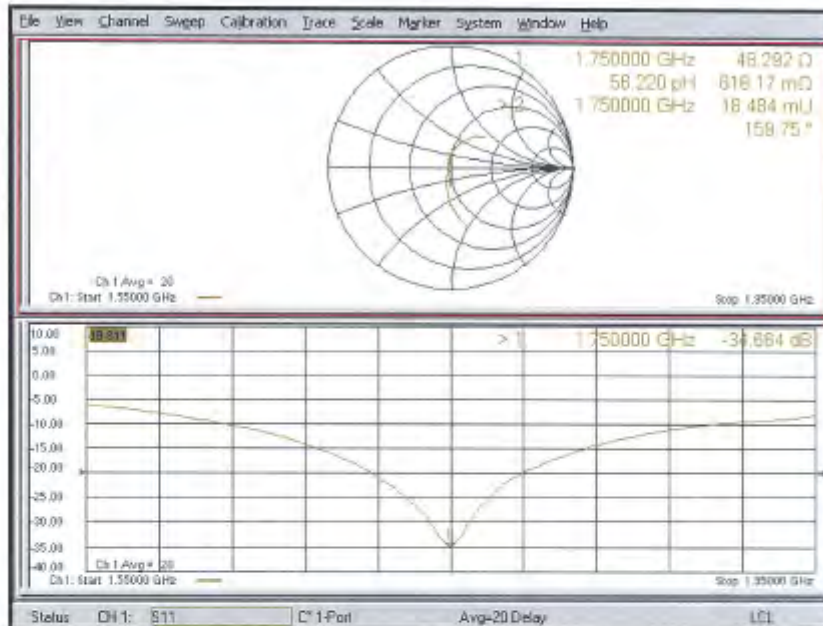 File View Channel Sweep Calibration Trace Scale Marker System Window Help
1 1.750000 GHz 48.292 Ω
56.220 pH 618.17 mΩ
> 2 1.750000 GHz 18.484 mU
159.75 °
Ch 1 Avg = 20
Ch1: Start 1.55000 GHz
Stop 1.95000 GHz
10.00
5.00
0.00
-5.00
-10.00
-15.00
-20.00
-25.00
-30.00
-35.00
-40.00
> 1 1.750000 GHz -34.664 dB
Ch 1 Avg = 20
Ch1: Start 1.55000 GHz
Stop 1.95000 GHz
Status CH 1: S11 C* 1-Port Avg=20 Delay LCL